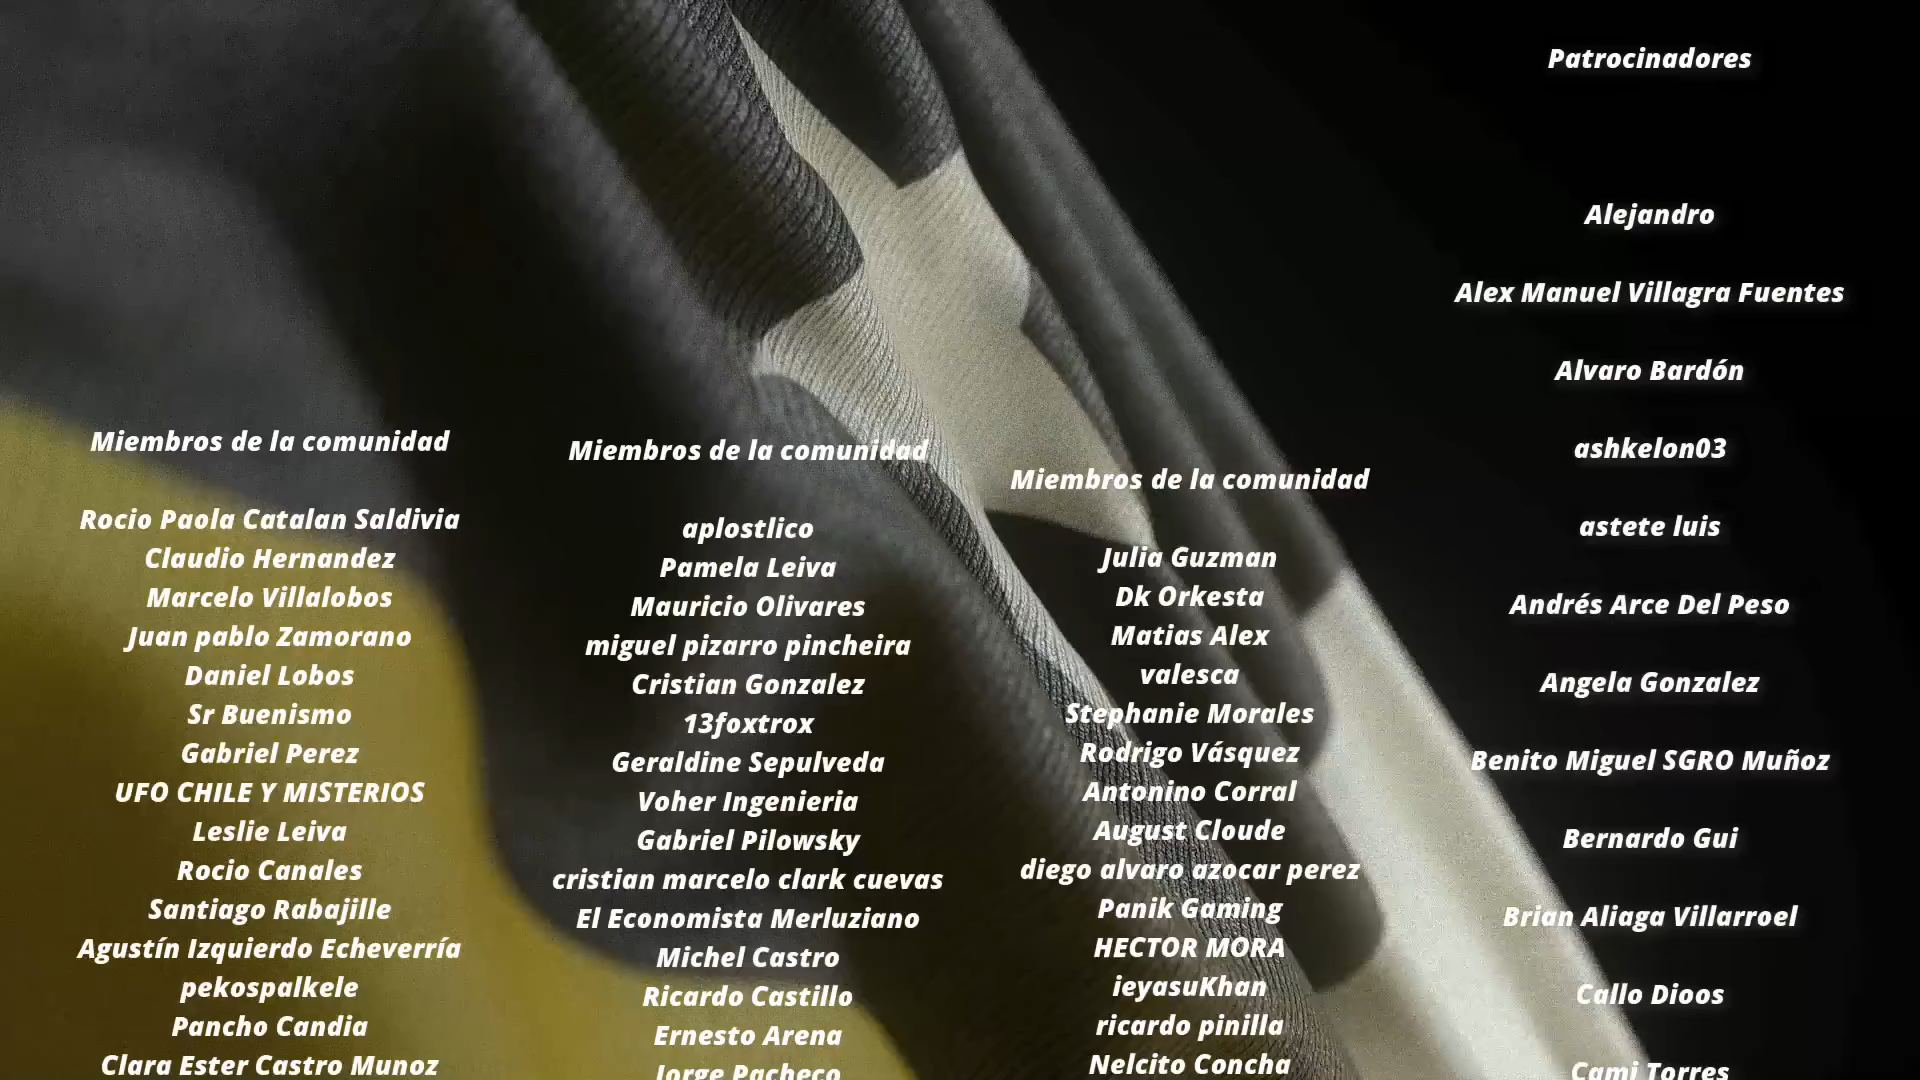 Miembros de la comunidad
Rocio Paola Catalan Saldivia
Claudio Hernandez
Marcelo Villalobos
Juan pablo Zamorano
Daniel Lobos
Sr Buenismo
Gabriel Perez
UFO CHILE Y MISTERIOS
Leslie Leiva
Rocio Canales
Santiago Rabajille
Agustín Izquierdo Echeverría
pekospalkele
Pancho Candia
Clara Ester Castro Munoz
Miembros de la comunidad
aplostlico
Pamela Leiva
Mauricio Olivares
miguel pizarro pincheira
Cristian Gonzalez
13foxtrox
Geraldine Sepulveda
Voher Ingenieria
Gabriel Pilowsky
cristian marcelo clark cuevas
El Economista Merluziano
Michel Castro
Ricardo Castillo
Ernesto Arena
Jorge Pacheco
Miembros de la comunidad
Julia Guzman
Dk Orkesta
Matias Alex
valesca
Stephanie Morales
Rodrigo Vásquez
Antonino Corral
August Cloude
diego alvaro azocar perez
Panik Gaming
HECTOR MORA
ieyasuKhan
ricardo pinilla
Nelcito Concha
Patrocinadores
Alejandro
Alex Manuel Villagra Fuentes
Alvaro Bardón
ashkelon03
astete luis
Andrés Arce Del Peso
Angela Gonzalez
Benito Miguel SGRO Muñoz
Bernardo Gui
Brian Aliaga Villarroel
Callo Dioos
Cami Torres